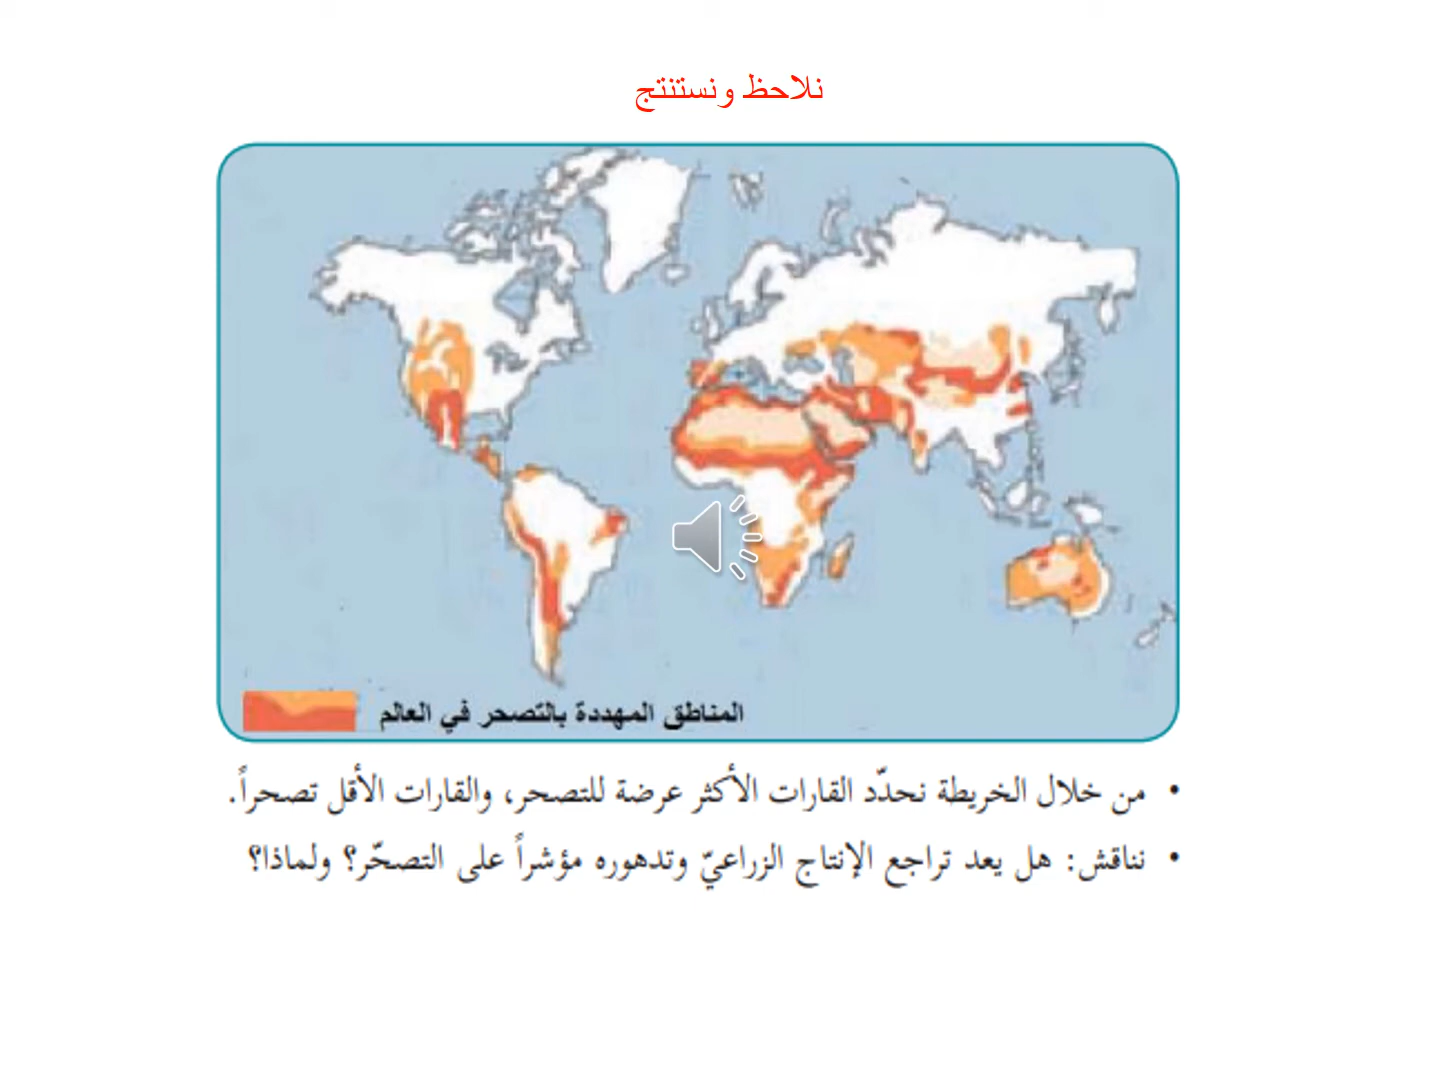 نلاحظ ونستنتج
المناطق المهددة بالتصحر في العالم
• من خلال الخريطة نحدّد القارات الأكثر عرضة للتصحر، والقارات الأقل تصحراً.
• نناقش: هل يعد تراجع الإنتاج الزراعيّ وتدهوره مؤشراً على التصحّر؟ ولماذا؟